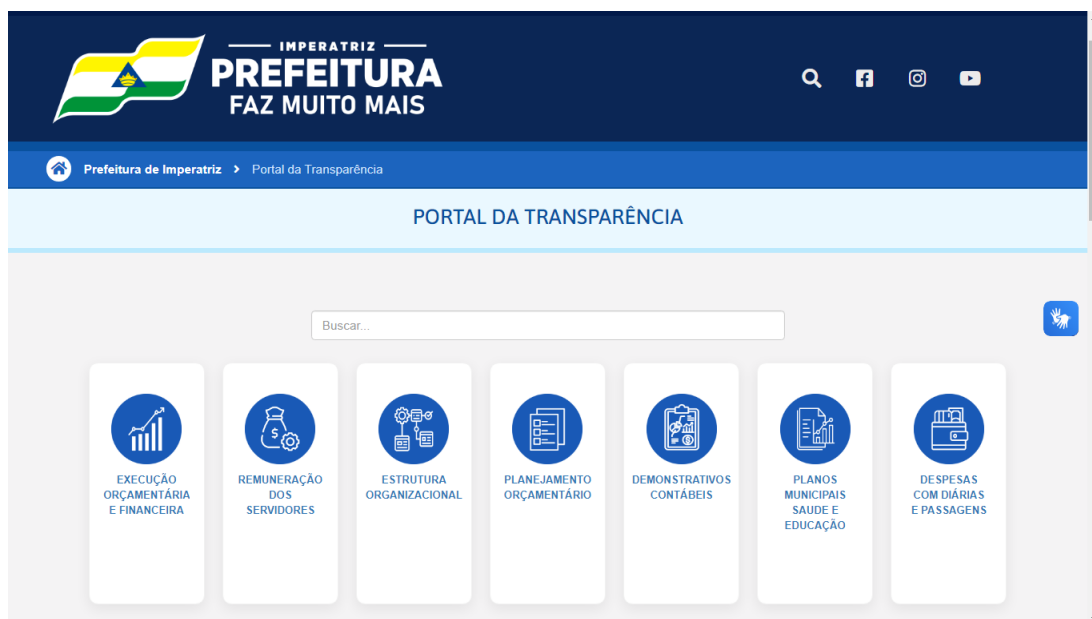 IMPERATRIZ
PREFEITURA
FAZ MUITO MAIS
Prefeitura de Imperatriz > Portal da Transparência
PORTAL DA TRANSPARÊNCIA
Buscar...
EXECUÇÃO
ORÇAMENTÁRIA
E FINANCEIRA
REMUNERAÇÃO
DOS
SERVIDORES
ESTRUTURA
ORGANIZACIONAL
PLANEJAMENTO
ORÇAMENTÁRIO
DEMONSTRATIVOS
CONTÁBEIS
PLANOS
MUNICIPAIS
SAUDE E
EDUCAÇÃO
DESPESAS
COM DIÁRIAS
E PASSAGENS